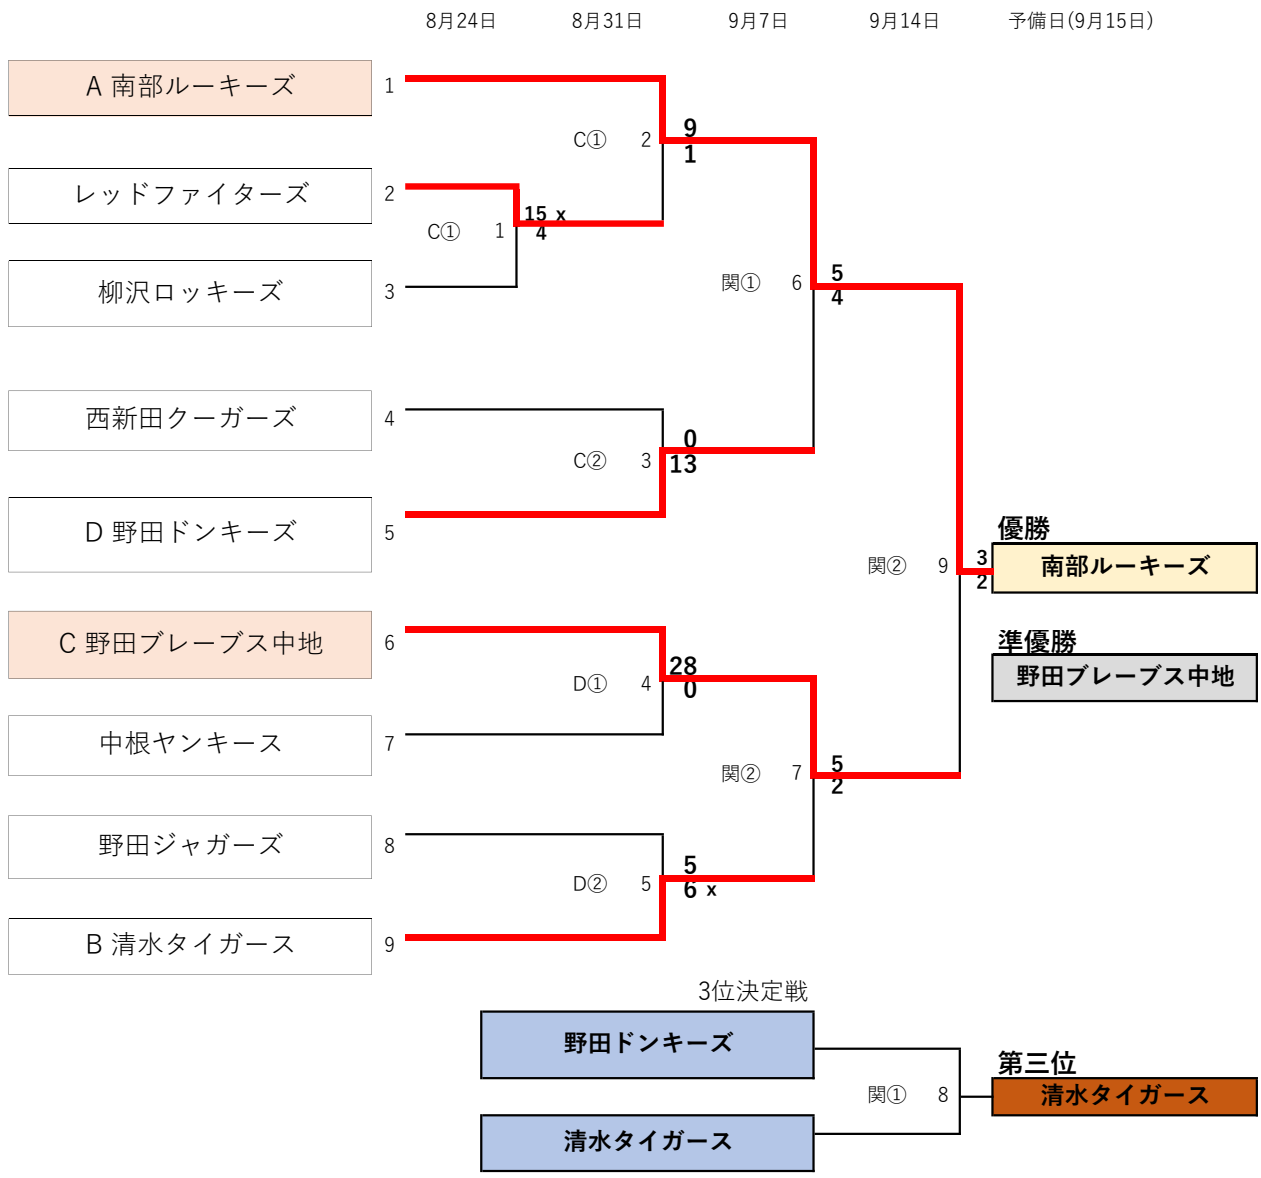 8月24日 8月31日 9月7日 9月14日 予備日(9月15日)
A 南部ルーキーズ 1
C① 2 9
1
レッドファイターズ 2
C① 1 15 x
4
柳沢ロッキーズ 3
関① 6 5
4
西新田クーガーズ 4
C② 3 0
13
D 野田ドンキーズ 5
優勝
関② 9 3
2
南部ルーキーズ
C 野田ブレーブス中地 6
準優勝
野田ブレーブス中地
D① 4 28
0
中根ヤンキース 7
関② 7 5
2
野田ジャガーズ 8
D② 5 5
6 x
B 清水タイガース 9
3位決定戦
野田ドンキーズ
第三位
関① 8 清水タイガース
清水タイガース